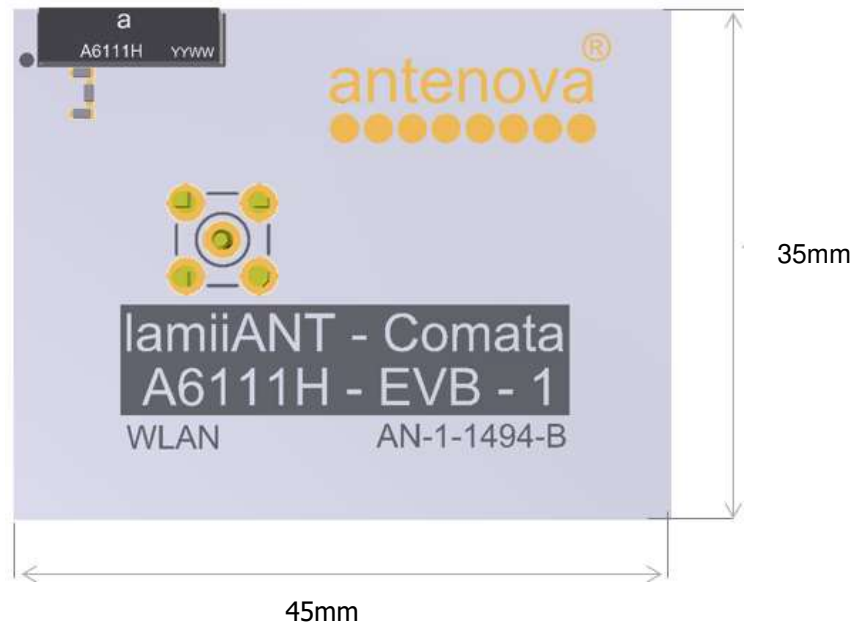 a
A6111H YYWW
antenova®
35mm
lamiiANT - Comata
A6111H - EVB - 1
WLAN AN-1-1494-B
45mm